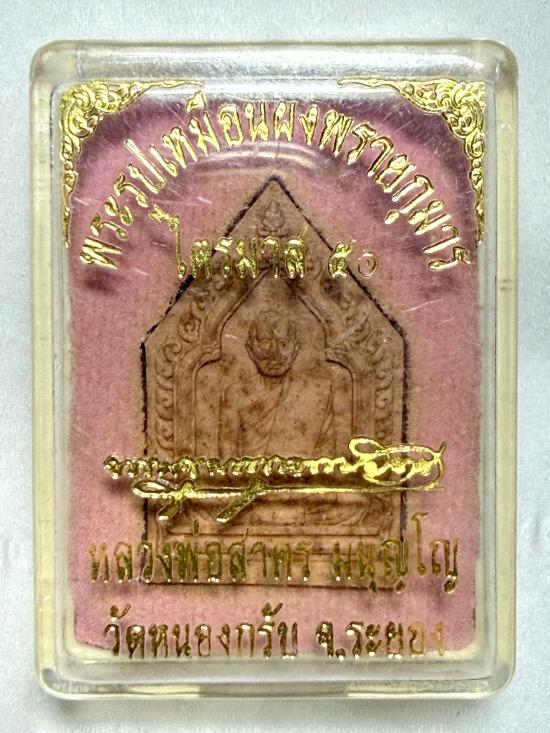 พระรูปเหมือนผงพรายกุมาร
ไตรมาส ๕๑
หลวงพ่อสาคร มนุญโญ
วัดหนองกรับ จ.ระยอง